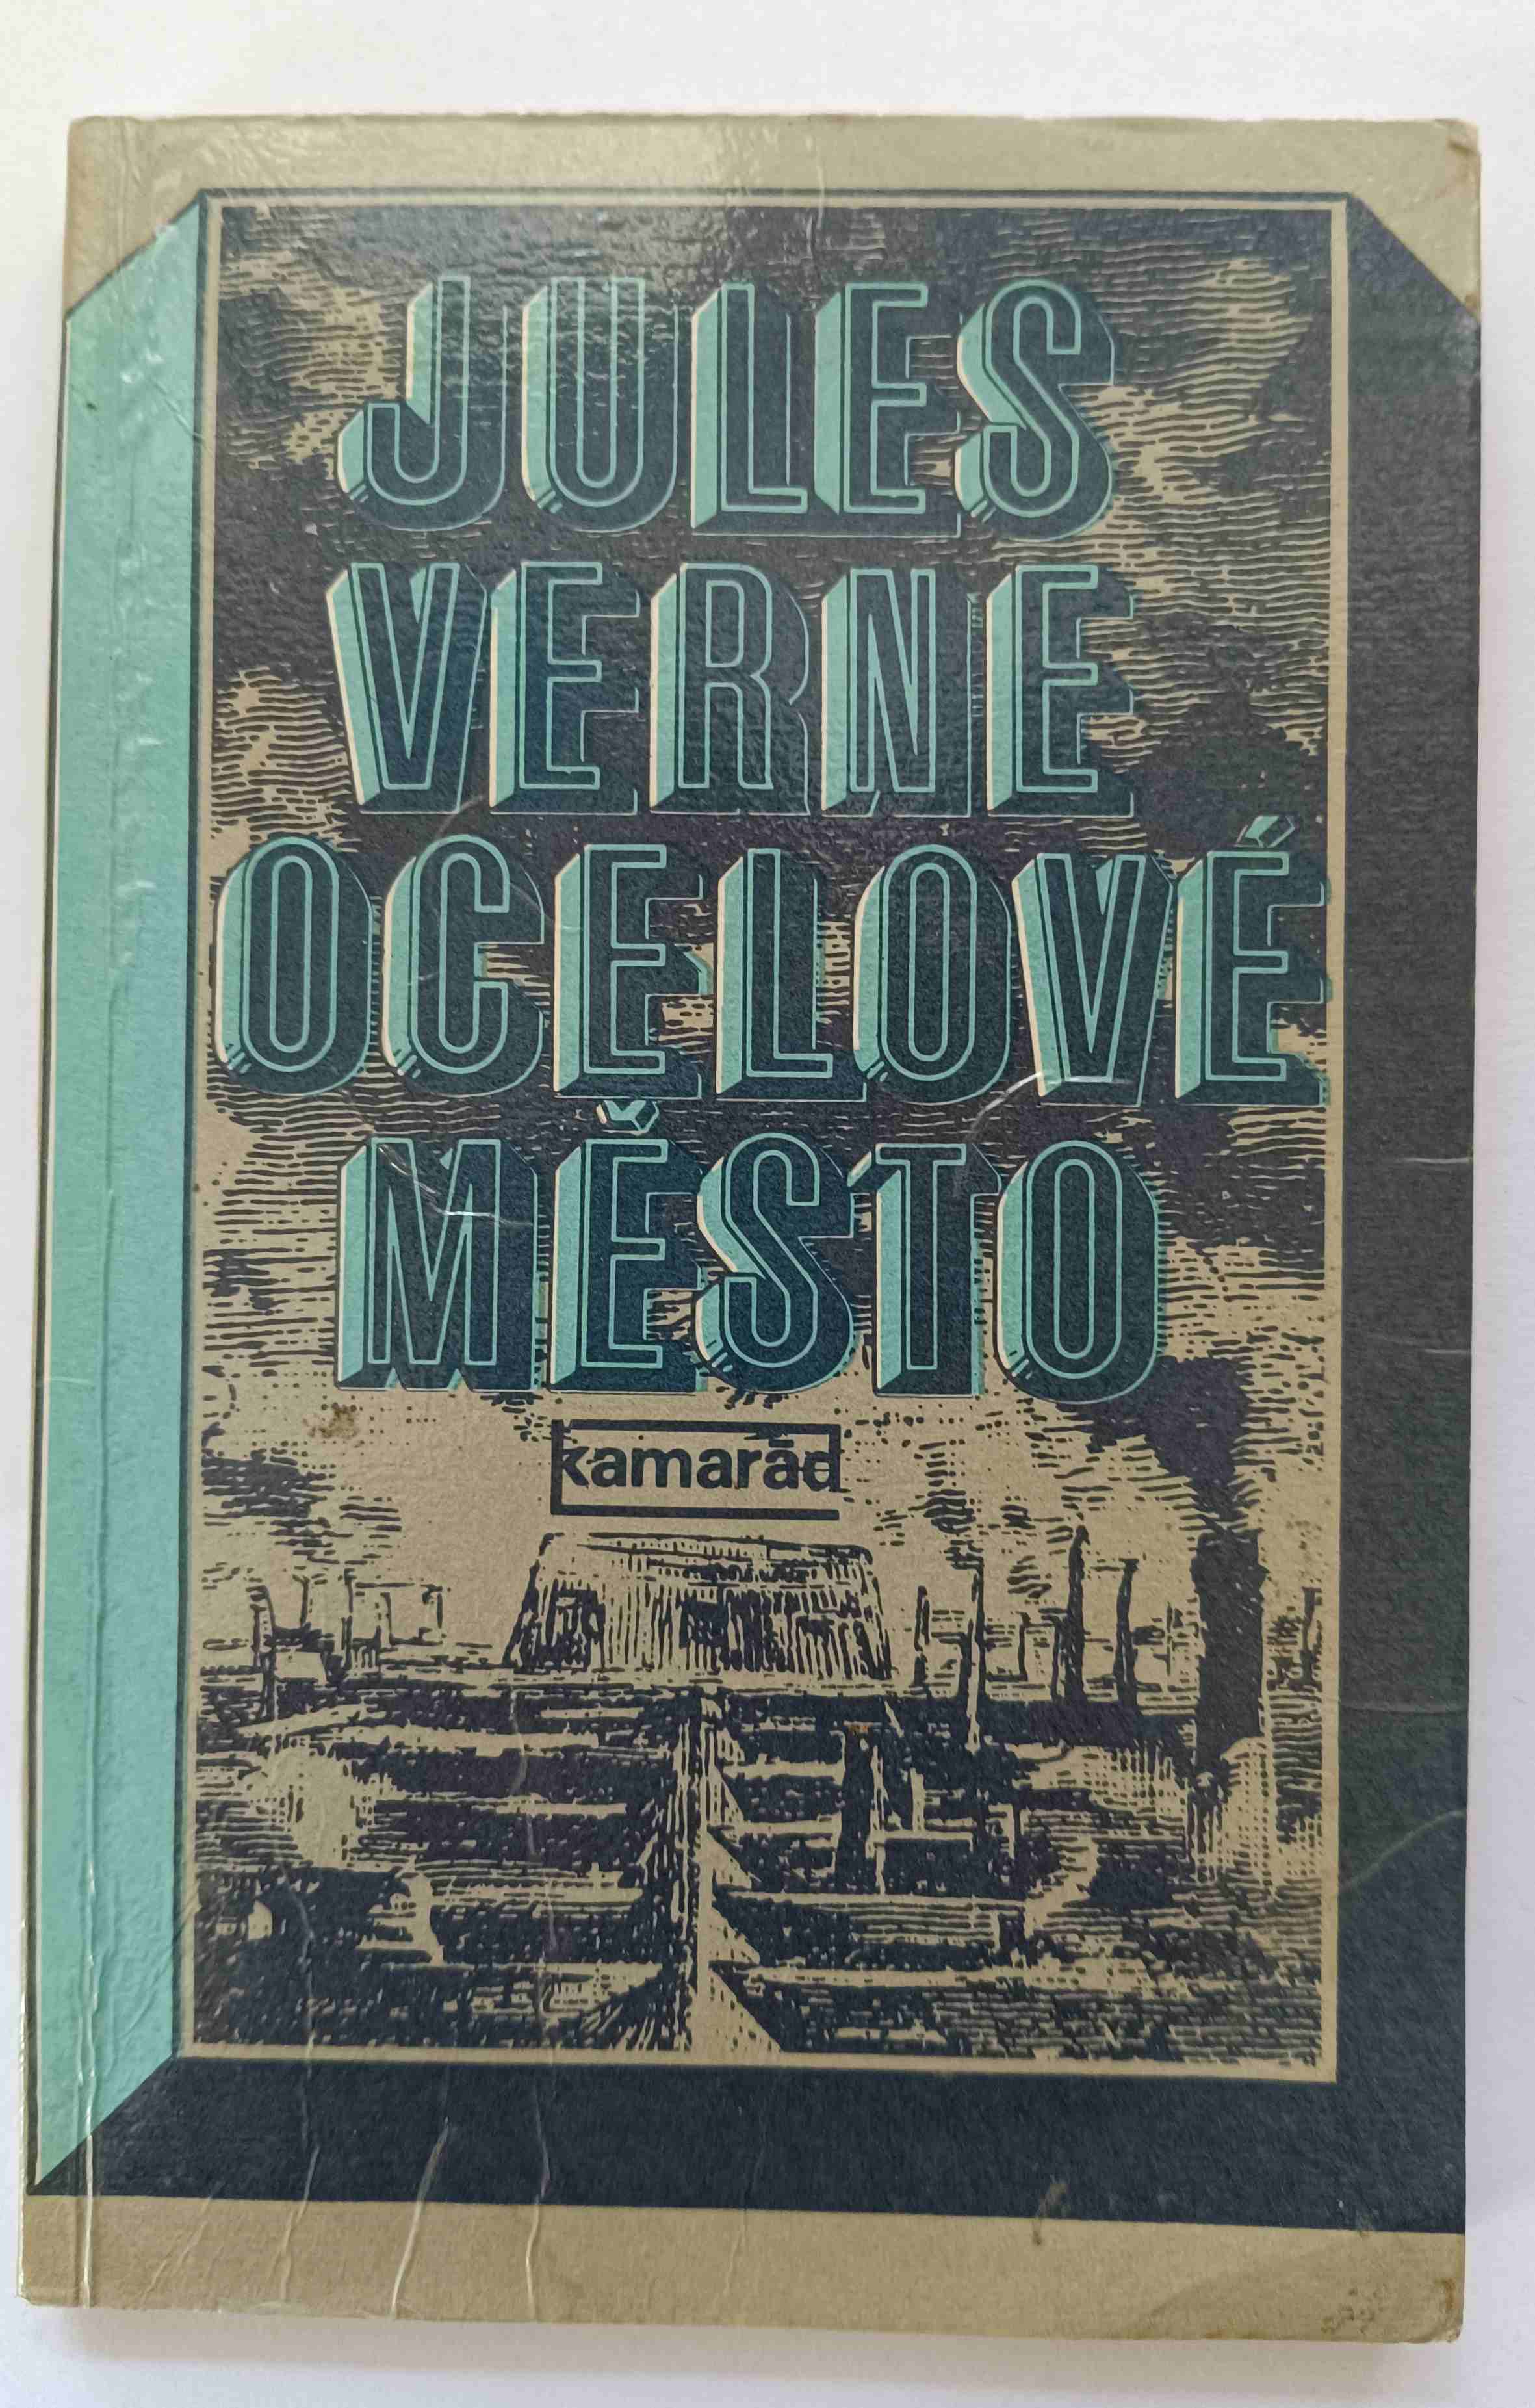 JULES
VERNE
OCELOVÉ
MĚSTO
kamarád